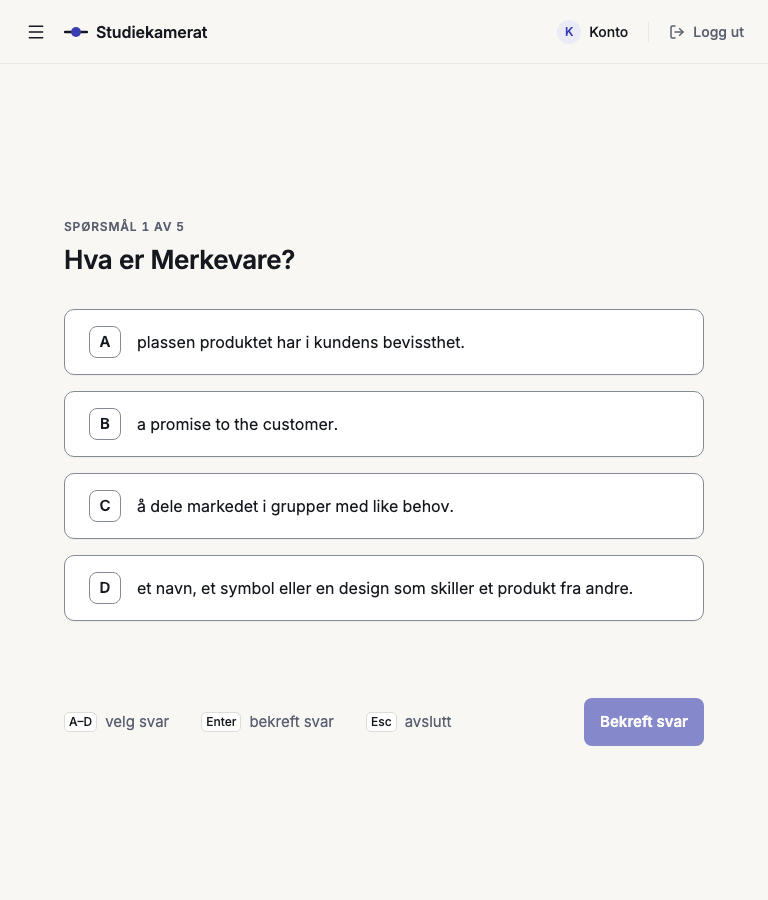 Studiekamerat
K Konto
Logg ut
SPØRSMÅL 1 AV 5
Hva er Merkevare?
A plassen produktet har i kundens bevissthet.
B a promise to the customer.
C å dele markedet i grupper med like behov.
D et navn, et symbol eller en design som skiller et produkt fra andre.
A–D velg svar Enter bekreft svar Esc avslutt
Bekreft svar